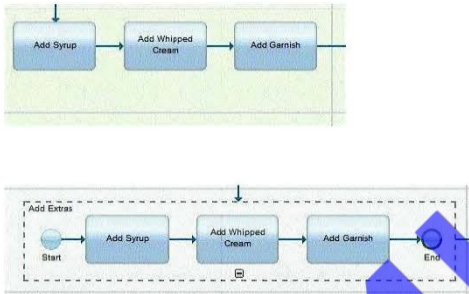 Add Syrup
Add Whipped
Cream
Add Garnish
Add Extras
Start
Add Syrup
Add Whipped
Cream
Add Garnish
End